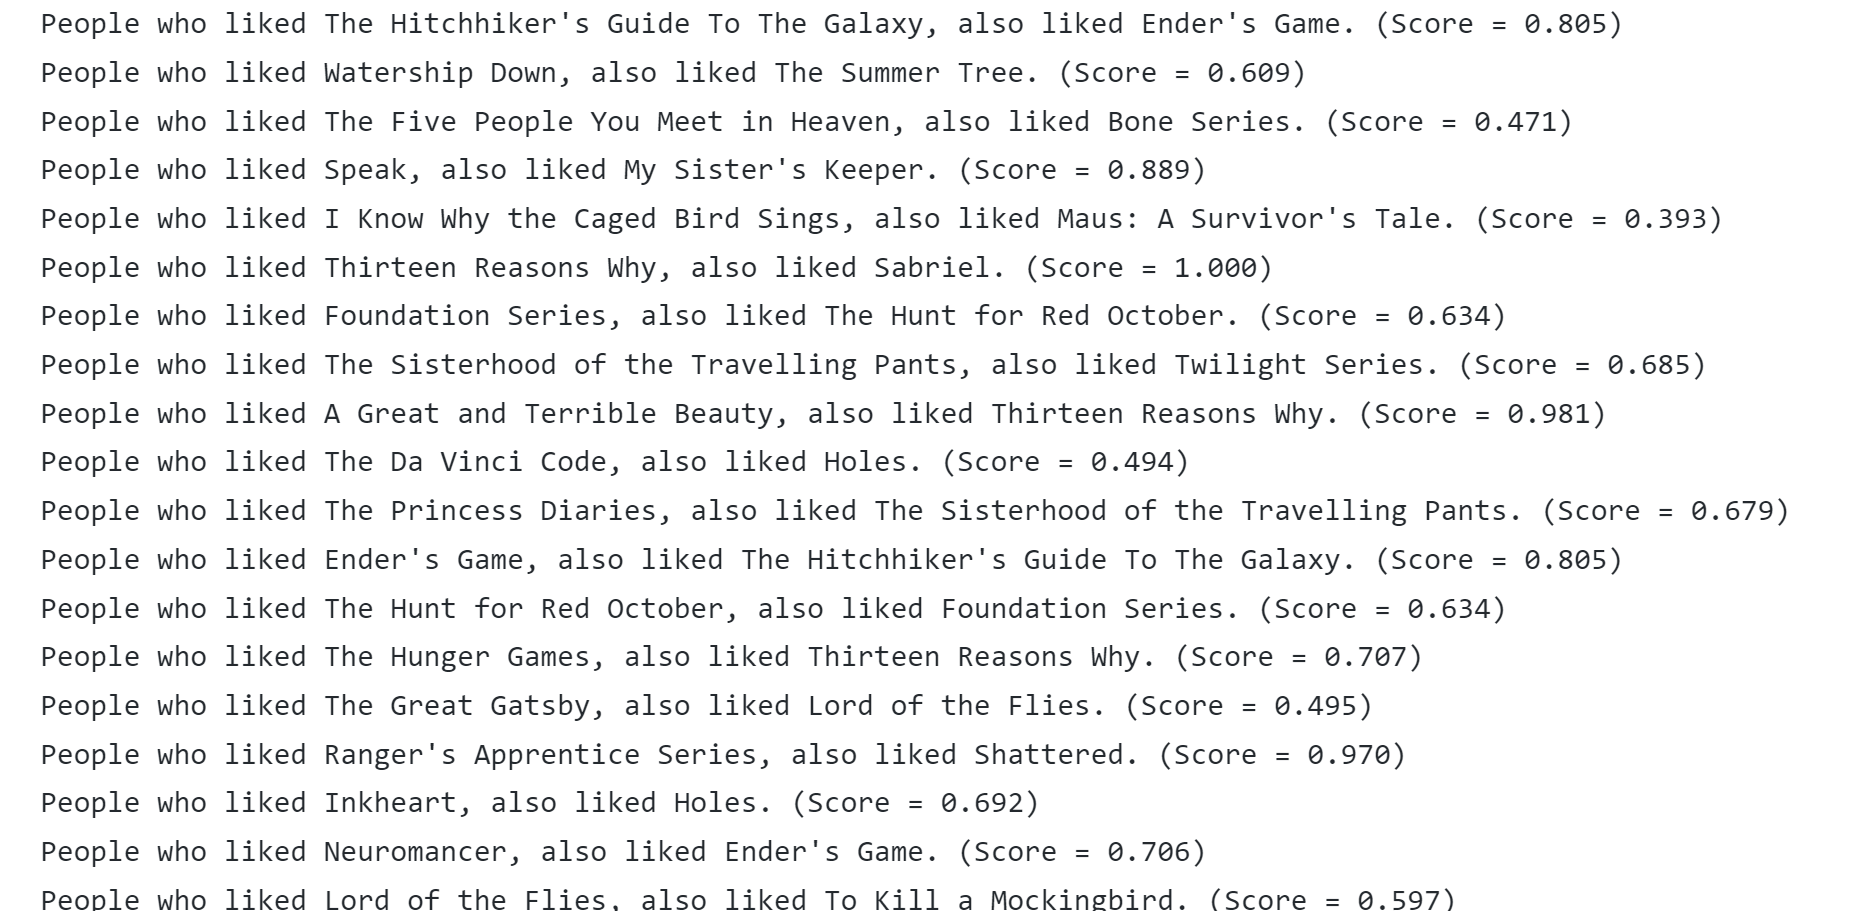 People who liked The Hitchhiker's Guide To The Galaxy, also liked Ender's Game. (Score = 0.805)
People who liked Watership Down, also liked The Summer Tree. (Score = 0.609)
People who liked The Five People You Meet in Heaven, also liked Bone Series. (Score = 0.471)
People who liked Speak, also liked My Sister's Keeper. (Score = 0.889)
People who liked I Know Why the Caged Bird Sings, also liked Maus: A Survivor's Tale. (Score = 0.393)
People who liked Thirteen Reasons Why, also liked Sabriel. (Score = 1.000)
People who liked Foundation Series, also liked The Hunt for Red October. (Score = 0.634)
People who liked The Sisterhood of the Travelling Pants, also liked Twilight Series. (Score = 0.685)
People who liked A Great and Terrible Beauty, also liked Thirteen Reasons Why. (Score = 0.981)
People who liked The Da Vinci Code, also liked Holes. (Score = 0.494)
People who liked The Princess Diaries, also liked The Sisterhood of the Travelling Pants. (Score = 0.679)
People who liked Ender's Game, also liked The Hitchhiker's Guide To The Galaxy. (Score = 0.805)
People who liked The Hunt for Red October, also liked Foundation Series. (Score = 0.634)
People who liked The Hunger Games, also liked Thirteen Reasons Why. (Score = 0.707)
People who liked The Great Gatsby, also liked Lord of the Flies. (Score = 0.495)
People who liked Ranger's Apprentice Series, also liked Shattered. (Score = 0.970)
People who liked Inkheart, also liked Holes. (Score = 0.692)
People who liked Neuromancer, also liked Ender's Game. (Score = 0.706)
People who liked Lord of the Flies, also liked To Kill a Mockingbird. (Score = 0.597)